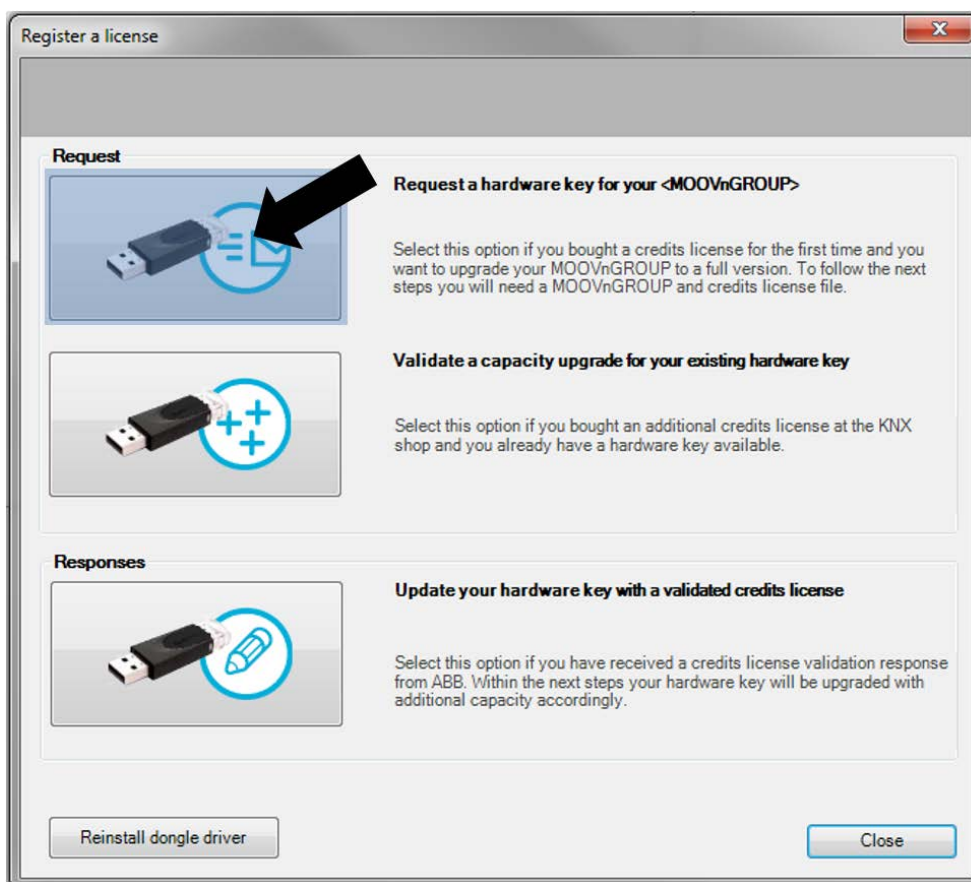 Register a license
Request
Request a hardware key for your <MOOVnGROUP>
Select this option if you bought a credits license for the first time and you
want to upgrade your MOOVnGROUP to a full version. To follow the next
steps you will need a MOOVnGROUP and credits license file.
Validate a capacity upgrade for your existing hardware key
Select this option if you bought an additional credits license at the KNX
shop and you already have a hardware key available.
Responses
Update your hardware key with a validated credits license
Select this option if you have received a credits license validation response
from ABB. Within the next steps your hardware key will be upgraded with
additional capacity accordingly.
Reinstall dongle driver
Close